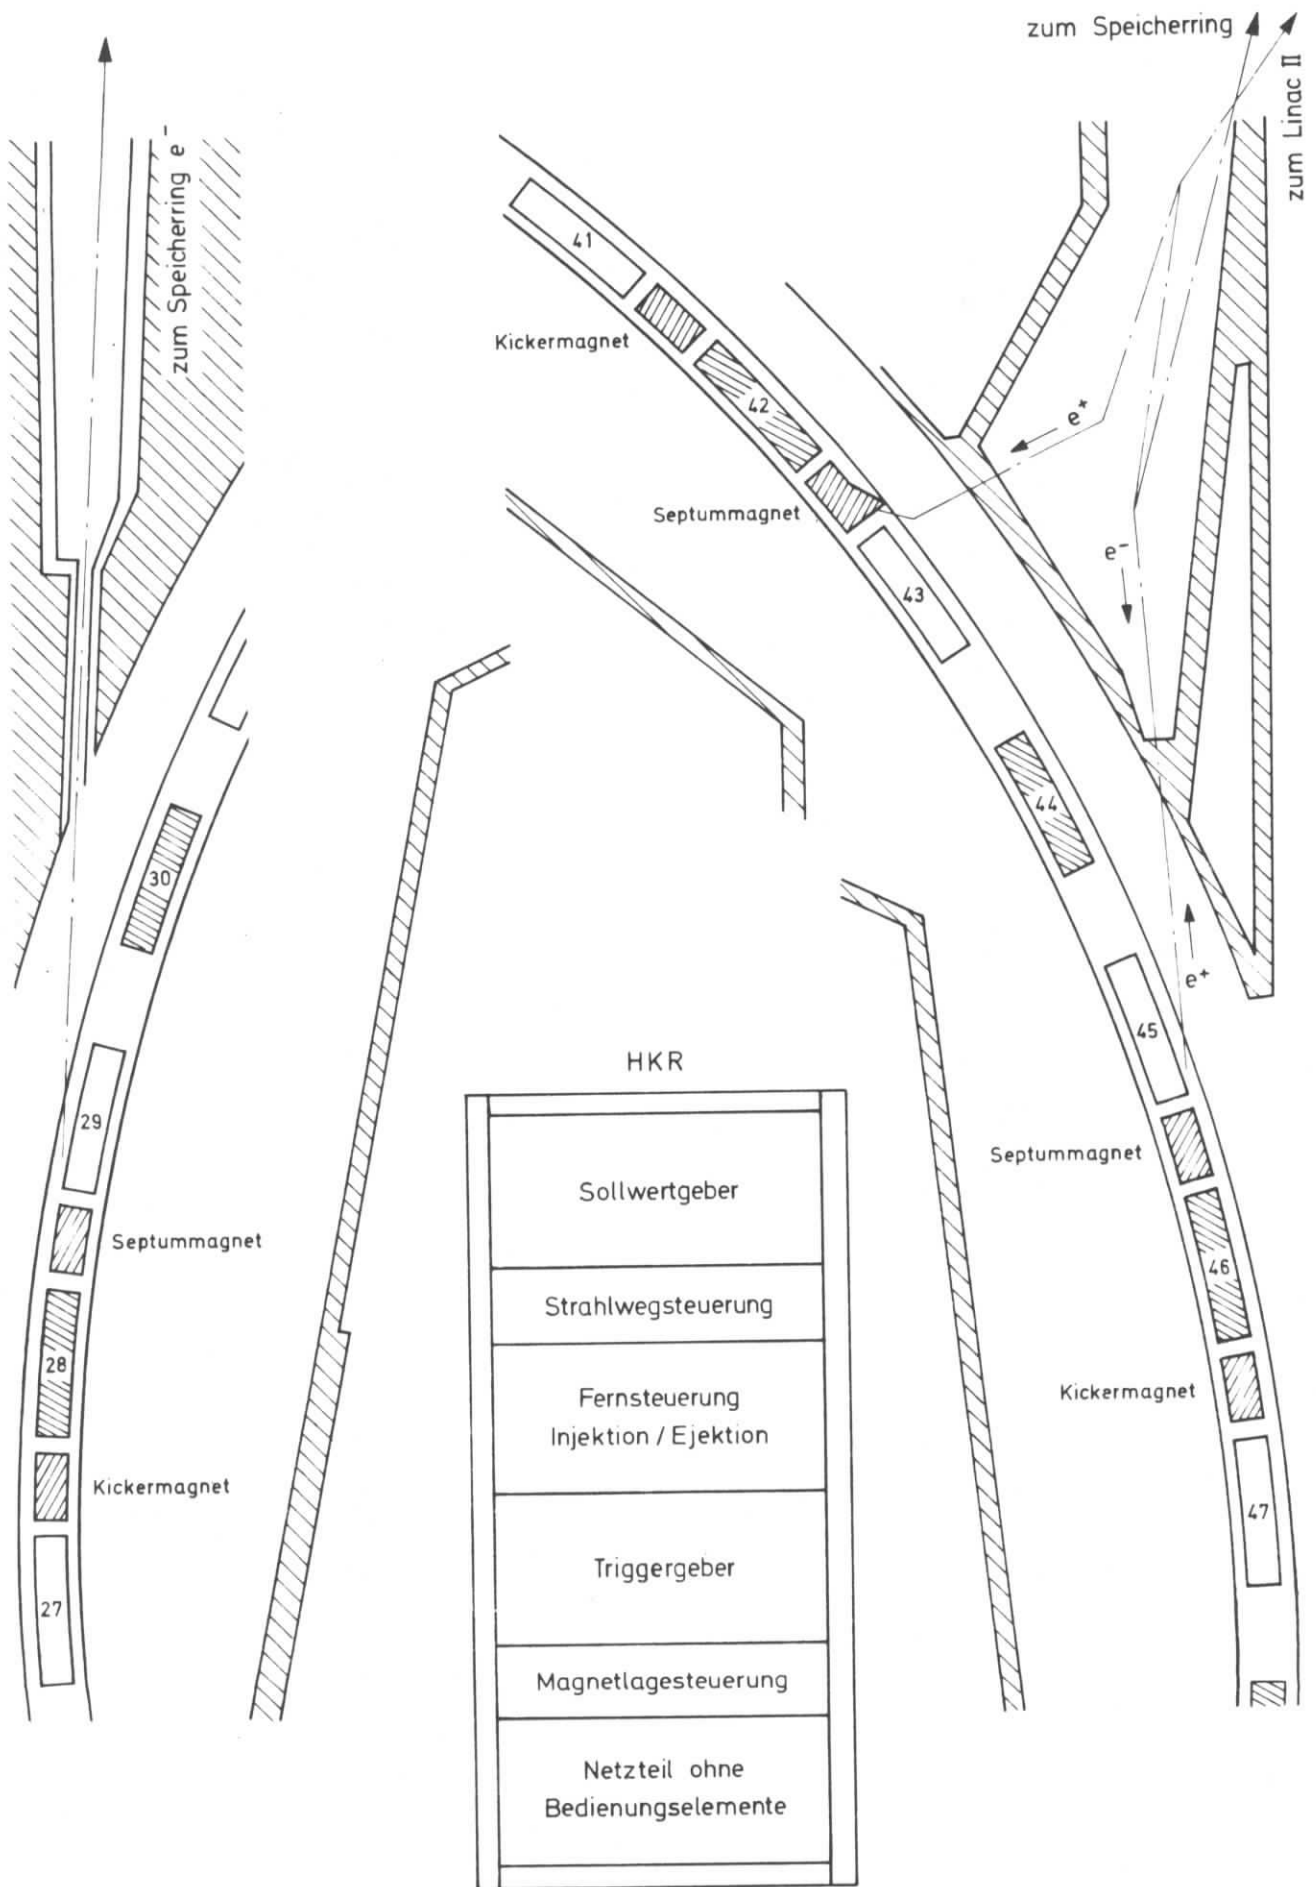 zum Speicherring
zum Linac II
zum Speicherring e⁻
41
Kickermagnet
42
e⁺
Septummagnet
43
e⁻
44
30
e⁺
45
HKR
29
Septummagnet
Sollwertgeber
Septummagnet
46
Strahlwegsteuerung
28
Kickermagnet
Fernsteuerung
Injektion / Ejektion
Kickermagnet
47
Triggergeber
27
Magnetlagesteuerung
Netzteil ohne
Bedienungselemente